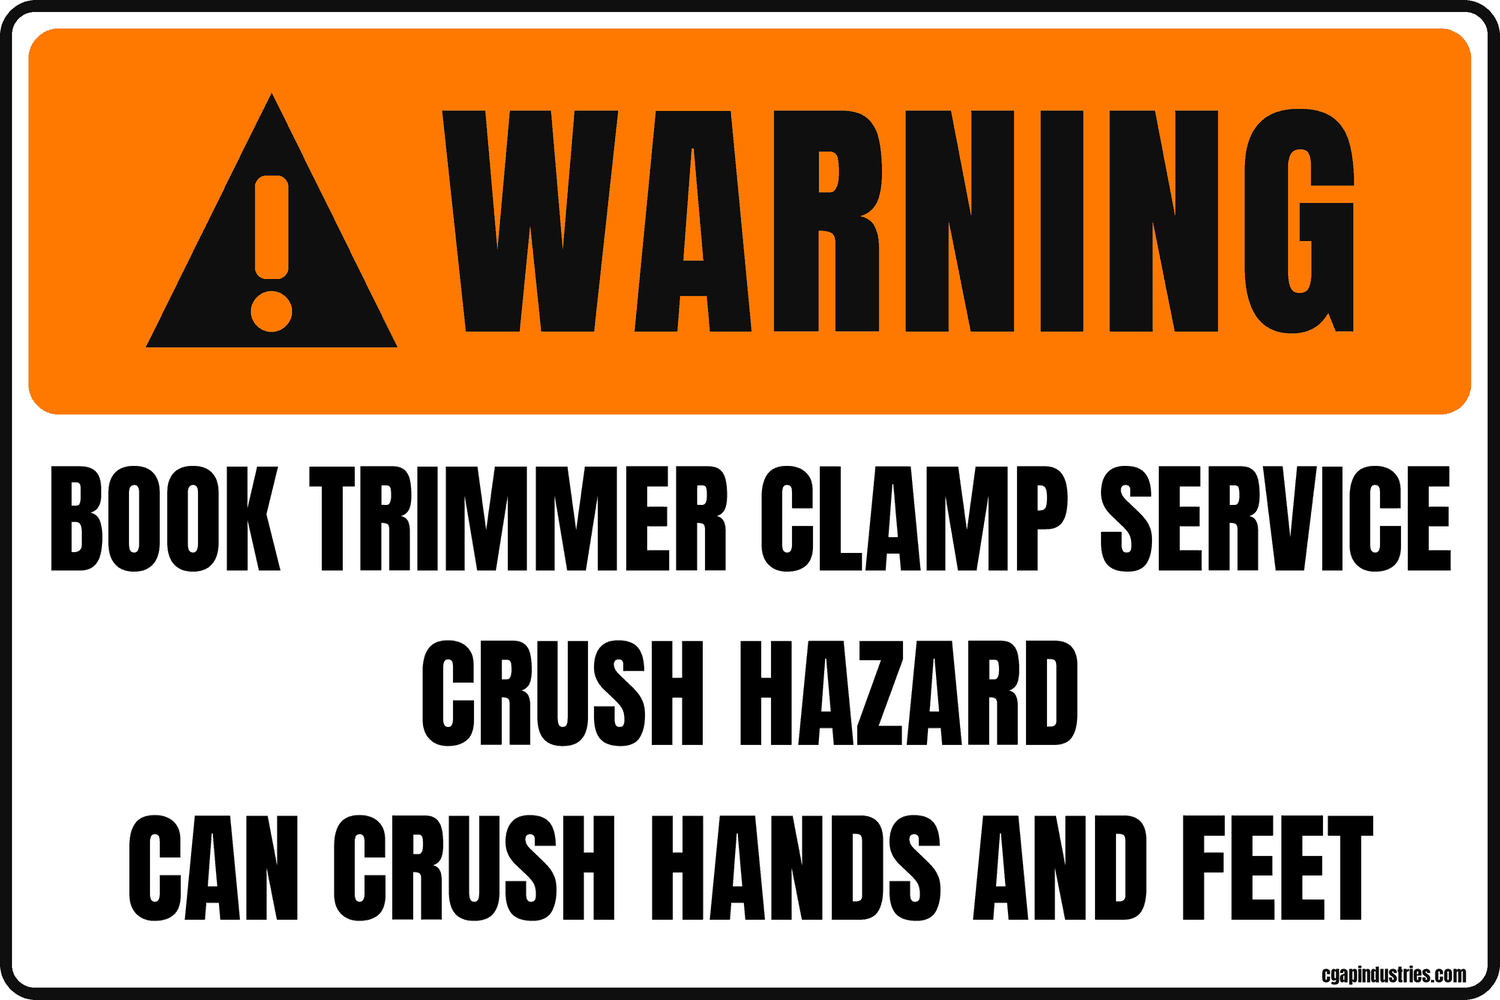 WARNING
BOOK TRIMMER CLAMP SERVICE
CRUSH HAZARD
CAN CRUSH HANDS AND FEET
cgapindustries.com